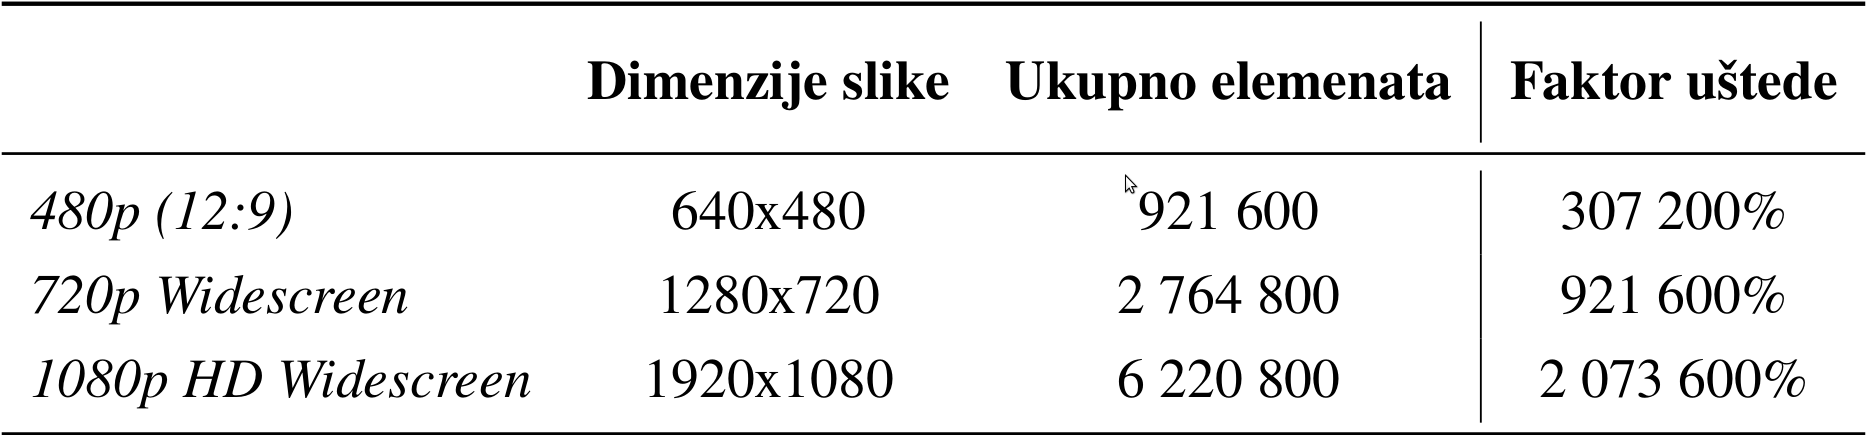 Dimenzije slike Ukupno elemenata Faktor uštede
480p (12:9) 640x480 921 600 307 200%
720p Widescreen 1280x720 2 764 800 921 600%
1080p HD Widescreen 1920x1080 6 220 800 2 073 600%